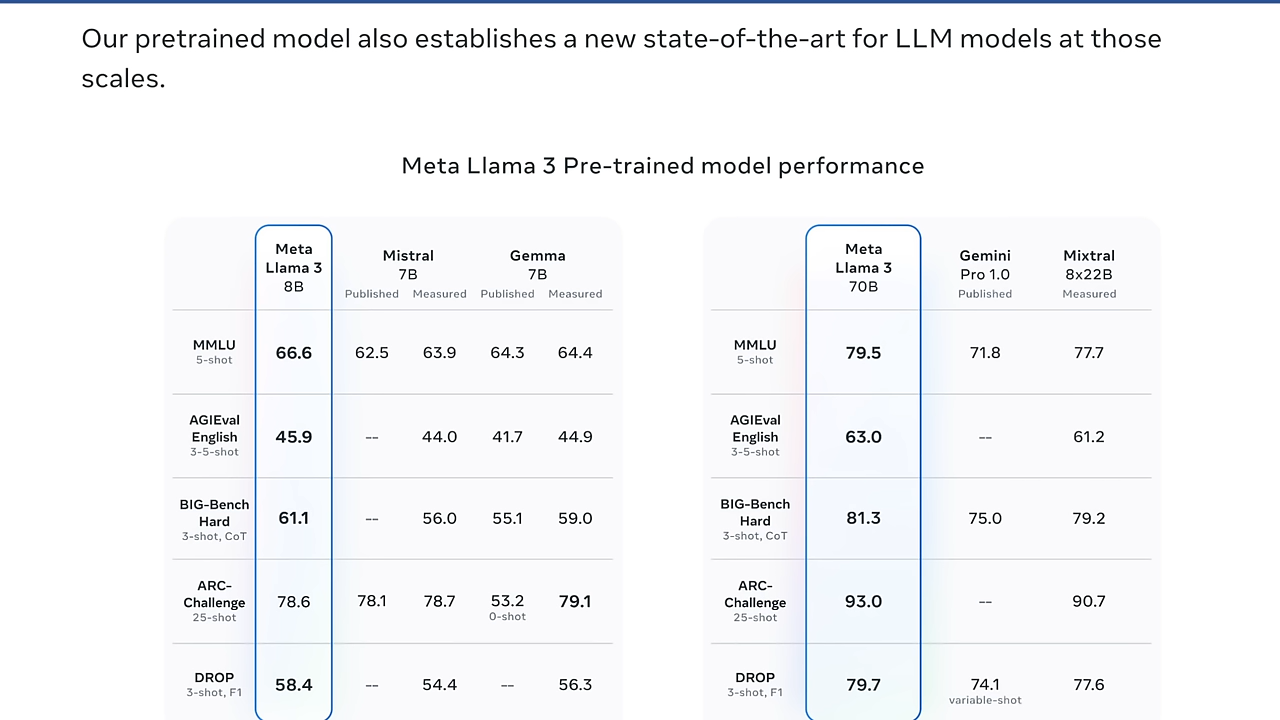 Our pretrained model also establishes a new state-of-the-art for LLM models at those
scales.
Meta Llama 3 Pre-trained model performance
Meta
Llama 3
8B
Mistral
7B
Published Measured
Gemma
7B
Published Measured
MMLU
5-shot
66.6 62.5 63.9 64.3 64.4
AGIEval
English
3-5-shot
45.9 -- 44.0 41.7 44.9
BIG-Bench
Hard
3-shot, CoT
61.1 -- 56.0 55.1 59.0
ARC-
Challenge
25-shot
78.6 78.1 78.7 53.2 79.1
0-shot
DROP
3-shot, F1
58.4 -- 54.4 -- 56.3
Meta
Llama 3
70B
Gemini
Pro 1.0
Published
Mixtral
8x22B
Measured
MMLU
5-shot
79.5 71.8 77.7
AGIEval
English
3-5-shot
63.0 -- 61.2
BIG-Bench
Hard
3-shot, CoT
81.3 75.0 79.2
ARC-
Challenge
25-shot
93.0 -- 90.7
DROP
3-shot, F1
79.7 74.1 77.6
variable-shot